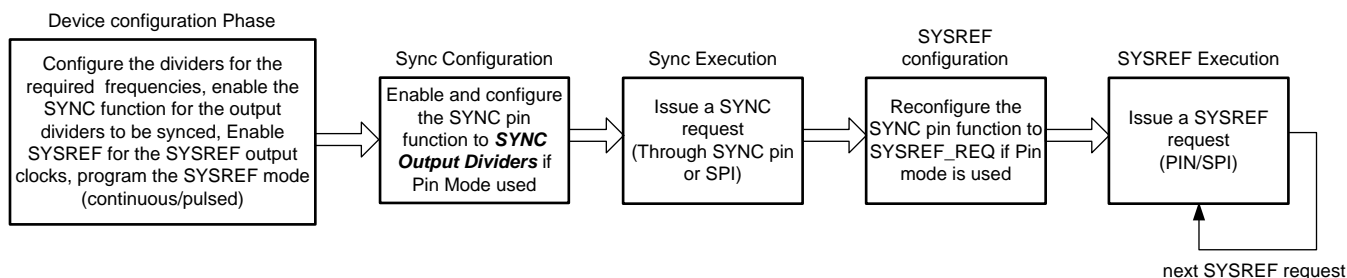 Device configuration Phase
Configure the dividers for the
required frequencies, enable the
SYNC function for the output
dividers to be synced, Enable
SYSREF for the SYSREF output
clocks, program the SYSREF mode
(continuous/pulsed)
Sync Configuration
Enable and configure
the SYNC pin
function to SYNC
Output Dividers if
Pin Mode used
Sync Execution
Issue a SYNC
request
(Through SYNC pin
or SPI)
SYSREF
configuration
Reconfigure the
SYNC pin function to
SYSREF_REQ if Pin
mode is used
SYSREF Execution
Issue a SYSREF
request
(PIN/SPI)
next SYSREF request